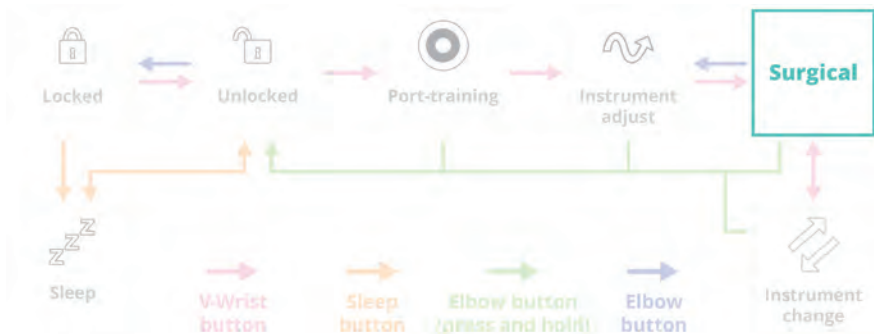 Surgical
Locked
Unlocked
Port-training
Instrument
adjust
Z Z Z
Sleep
V-Wrist
button
Sleep
button
Elbow button
(press and hold)
Elbow
button
Instrument
change